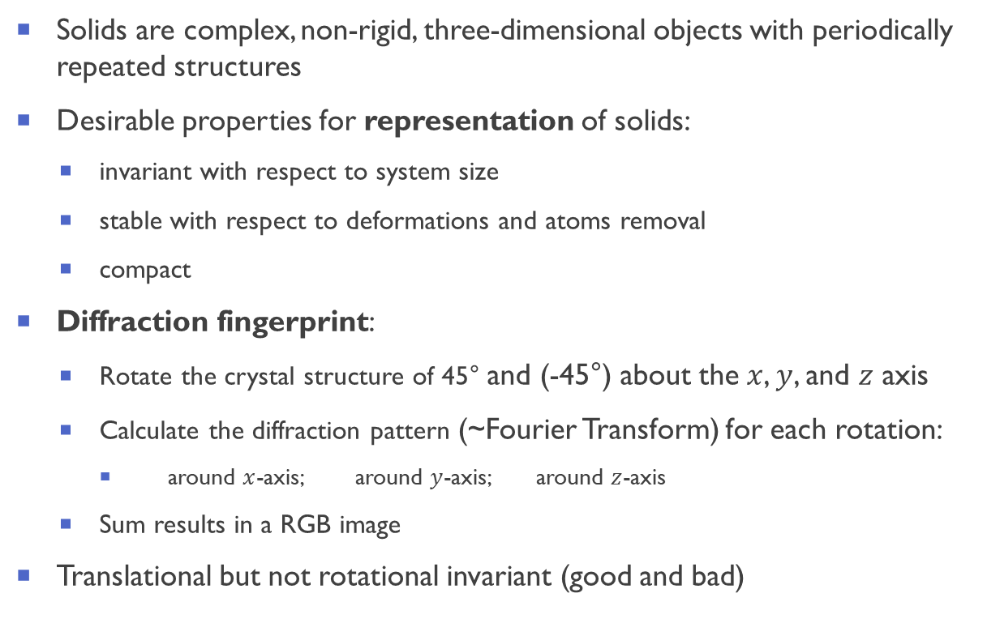 Solids are complex, non-rigid, three-dimensional objects with periodically
repeated structures
Desirable properties for representation of solids:
invariant with respect to system size
stable with respect to deformations and atoms removal
compact
Diffraction fingerprint:
Rotate the crystal structure of 45° and (-45°) about the x, y, and z axis
Calculate the diffraction pattern (~Fourier Transform) for each rotation:
around x-axis; around y-axis; around z-axis
Sum results in a RGB image
Translational but not rotational invariant (good and bad)